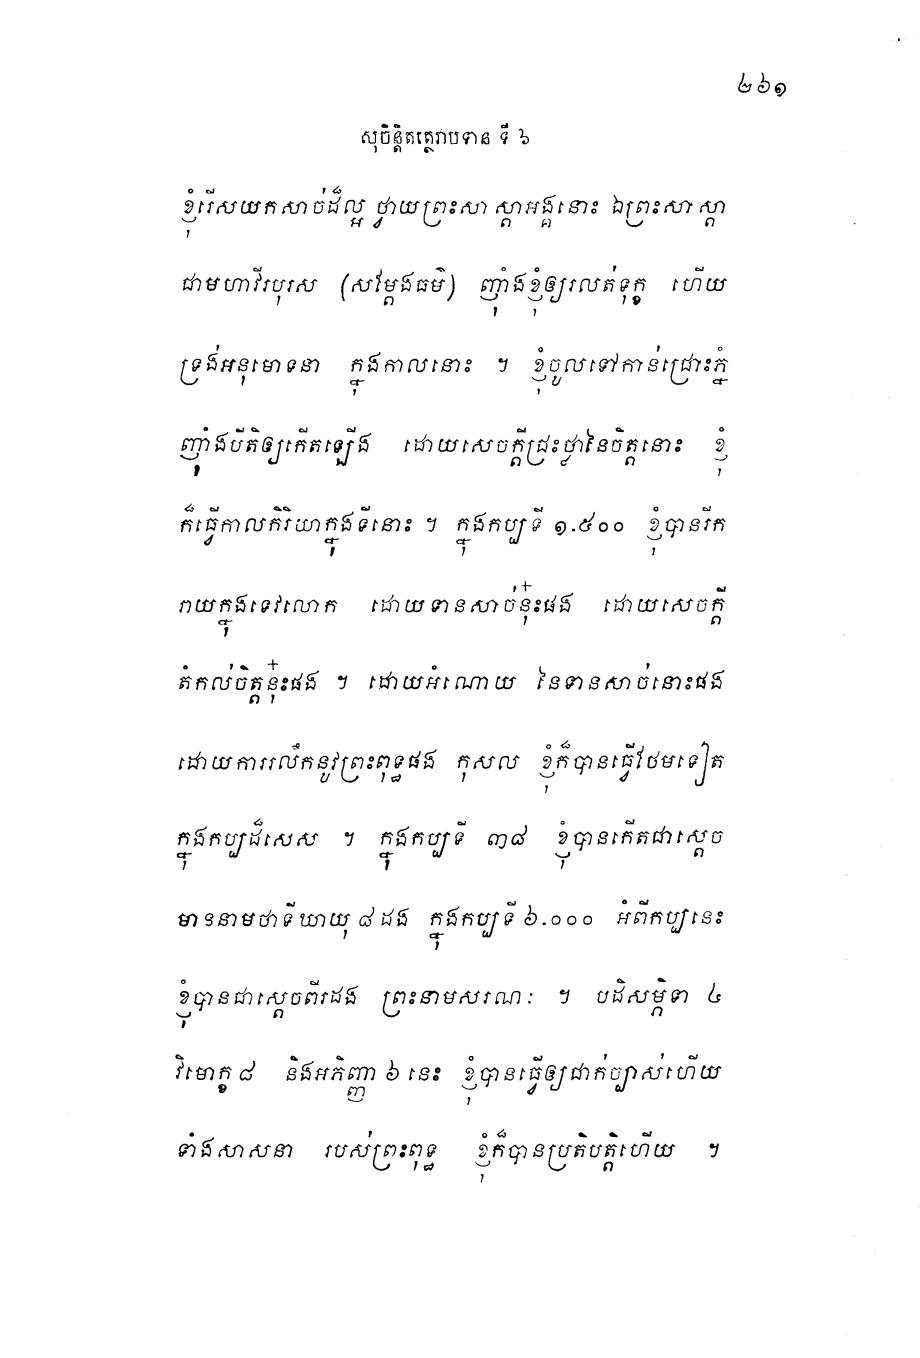 ២៦១
សុចិន្តិតត្ថេរាបទាន ទី ៦
ខ្ញុំរើសយកសាច់ដ៏ល្អ ថ្វាយព្រះសាស្តាអង្គនោះ ឯព្រះសាស្តា
ជាមហាវីរបុរស (សម្តែងធម៌) ញ៉ាំងខ្ញុំឲ្យរលត់ទុក្ខ ហើយ
ទ្រង់អនុមោទនា ក្នុងកាលនោះ ។ ខ្ញុំចូលទៅកាន់ជ្រោះភ្នំ
ញ៉ាំងបីតិឲ្យកើតឡើង ដោយសេចក្តីជ្រះថ្លានៃចិត្តនោះ ខ្ញុំ
ក៏ធ្វើកាលកិរិយាក្នុងទីនោះ ។ ក្នុងកប្បទី ១.៥០០ ខ្ញុំបានរីក
រាយក្នុងទេវលោក ដោយទានសាច់នុ៎ះផង ដោយសេចក្តី
តំកល់ចិត្តនុ៎ះផង ។ ដោយអំណោយ នៃទានសាច់នោះផង
ដោយការរលឹកនូវព្រះពុទ្ធផង កុសល ខ្ញុំក៏បានធ្វើថែមទៀត
ក្នុងកប្បដ៏សេស ។ ក្នុងកប្បទី ៣៨ ខ្ញុំបានកើតជាស្តេច
មាននាមថាទីឃាយុ ៨ ដង ក្នុងកប្បទី ៦.០០០ អំពីកប្បនេះ
ខ្ញុំបានជាស្តេចពីរដង ព្រះនាមសរណៈ ។ បដិសម្ភិទា ៤
វិមោក្ខ ៨ និងអភិញ្ញា ៦ នេះ ខ្ញុំបានធ្វើឲ្យជាក់ច្បាស់ហើយ
ទាំងសាសនា របស់ព្រះពុទ្ធ ខ្ញុំក៏បានប្រតិបត្តិហើយ ។